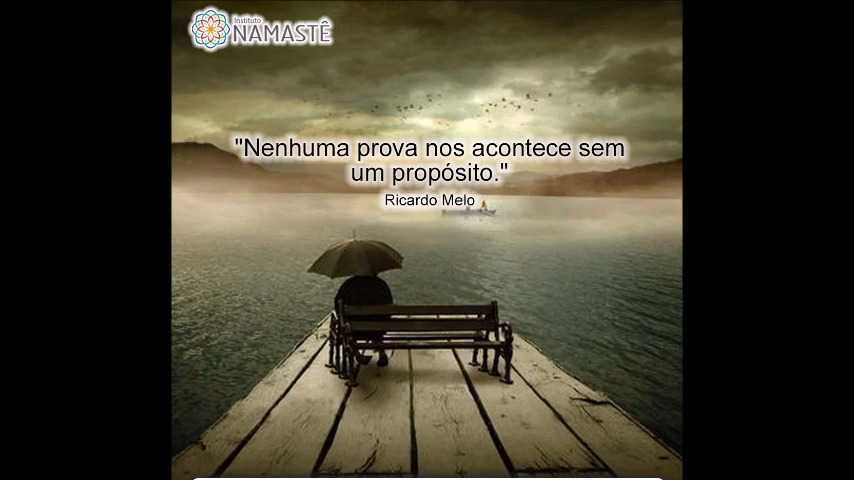 Instituto
NAMASTÊ
"Nenhuma prova nos acontece sem
um propósito."
Ricardo Melo